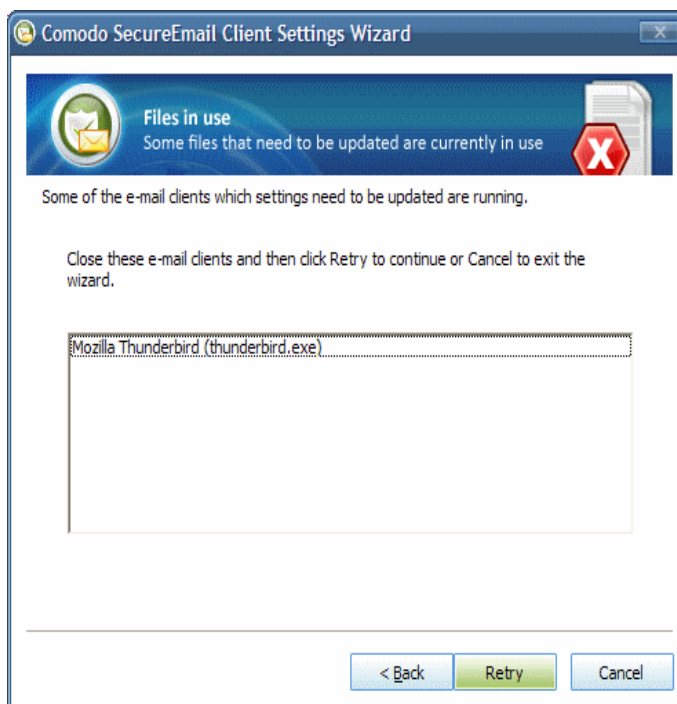 Comodo SecureEmail Client Settings Wizard
X
Files in use
Some files that need to be updated are currently in use
X
Some of the e-mail clients which settings need to be updated are running.
Close these e-mail clients and then click Retry to continue or Cancel to exit the
wizard.
Mozilla Thunderbird (thunderbird.exe)
< Back Retry Cancel